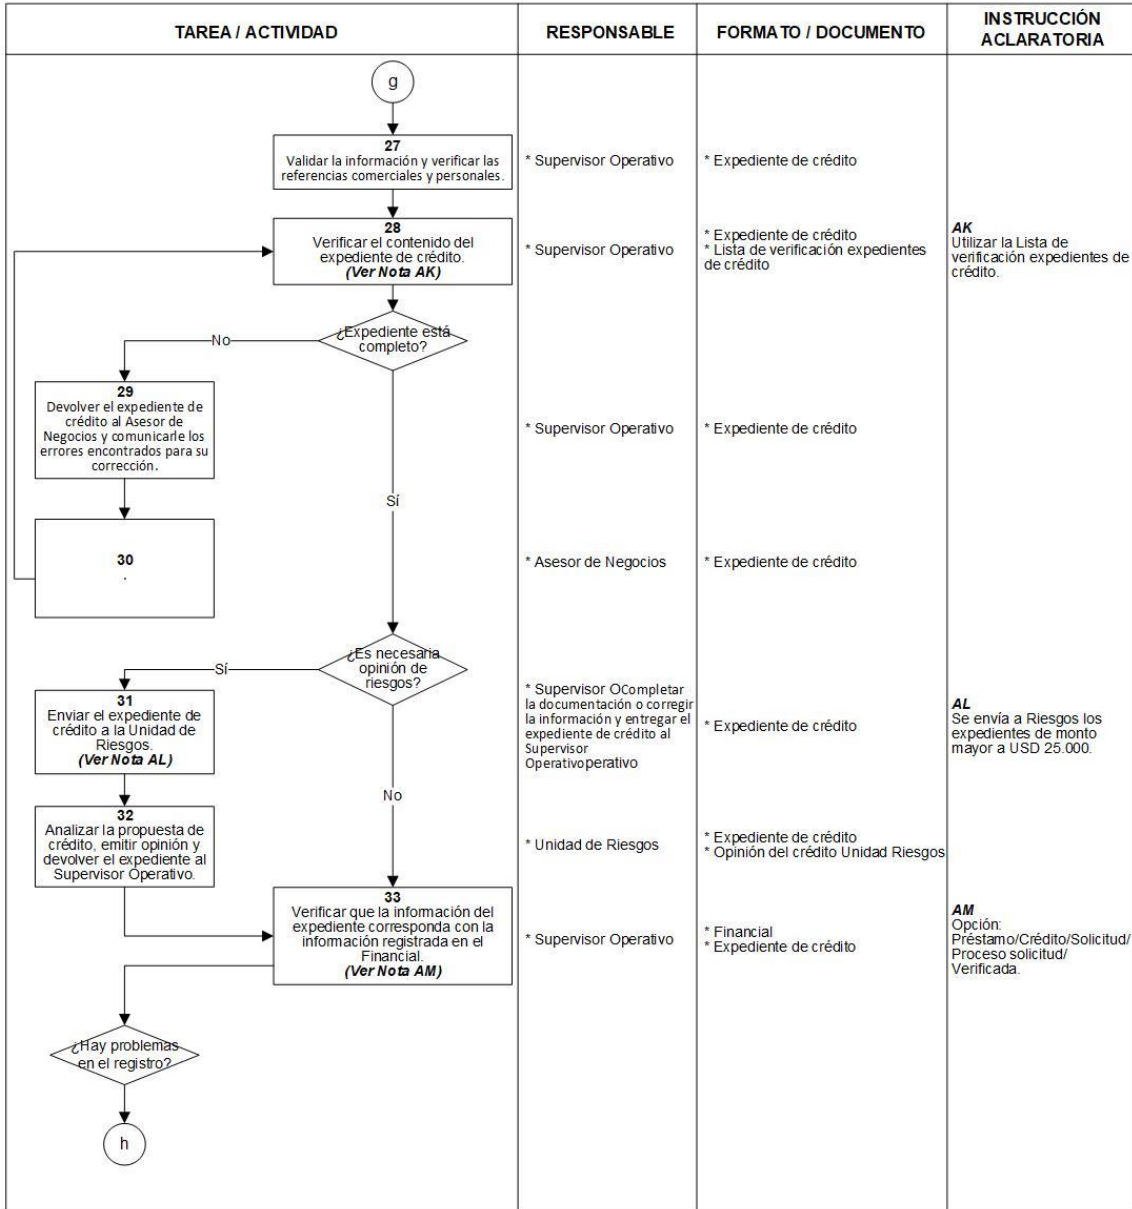 TAREA / ACTIVIDAD
RESPONSABLE
FORMATO / DOCUMENTO
INSTRUCCIÓN
ACLARATORIA
g
27
Validar la información y verificar las
referencias comerciales y personales.
* Supervisor Operativo
* Expediente de crédito
28
Verificar el contenido del
expediente de crédito.
(Ver Nota AK)
* Supervisor Operativo
* Expediente de crédito
* Lista de verificación expedientes
de crédito
AK
Utilizar la Lista de
verificación expedientes de
crédito.
¿Expediente está
completo?
No
29
Devolver el expediente de
crédito al Asesor de
Negocios y comunicarle los
errores encontrados para su
corrección.
* Supervisor Operativo
* Expediente de crédito
Sí
30
.
* Asesor de Negocios
* Expediente de crédito
¿Es necesaria
opinión de
riesgos?
Sí
31
Enviar el expediente de
crédito a la Unidad de
Riesgos.
(Ver Nota AL)
* Supervisor OCompletar
la documentación o corregir
la información y entregar el
expediente de crédito al
Supervisor
Operativoperativo
* Expediente de crédito
AL
Se envía a Riesgos los
expedientes de monto
mayor a USD 25.000.
No
32
Analizar la propuesta de
crédito, emitir opinión y
devolver el expediente al
Supervisor Operativo.
* Unidad de Riesgos
* Expediente de crédito
* Opinión del crédito Unidad Riesgos
33
Verificar que la información del
expediente corresponda con la
información registrada en el
Financial.
(Ver Nota AM)
* Supervisor Operativo
* Financial
* Expediente de crédito
AM
Opción:
Préstamo/Crédito/Solicitud/
Proceso solicitud/
Verificada.
¿Hay problemas
en el registro?
h